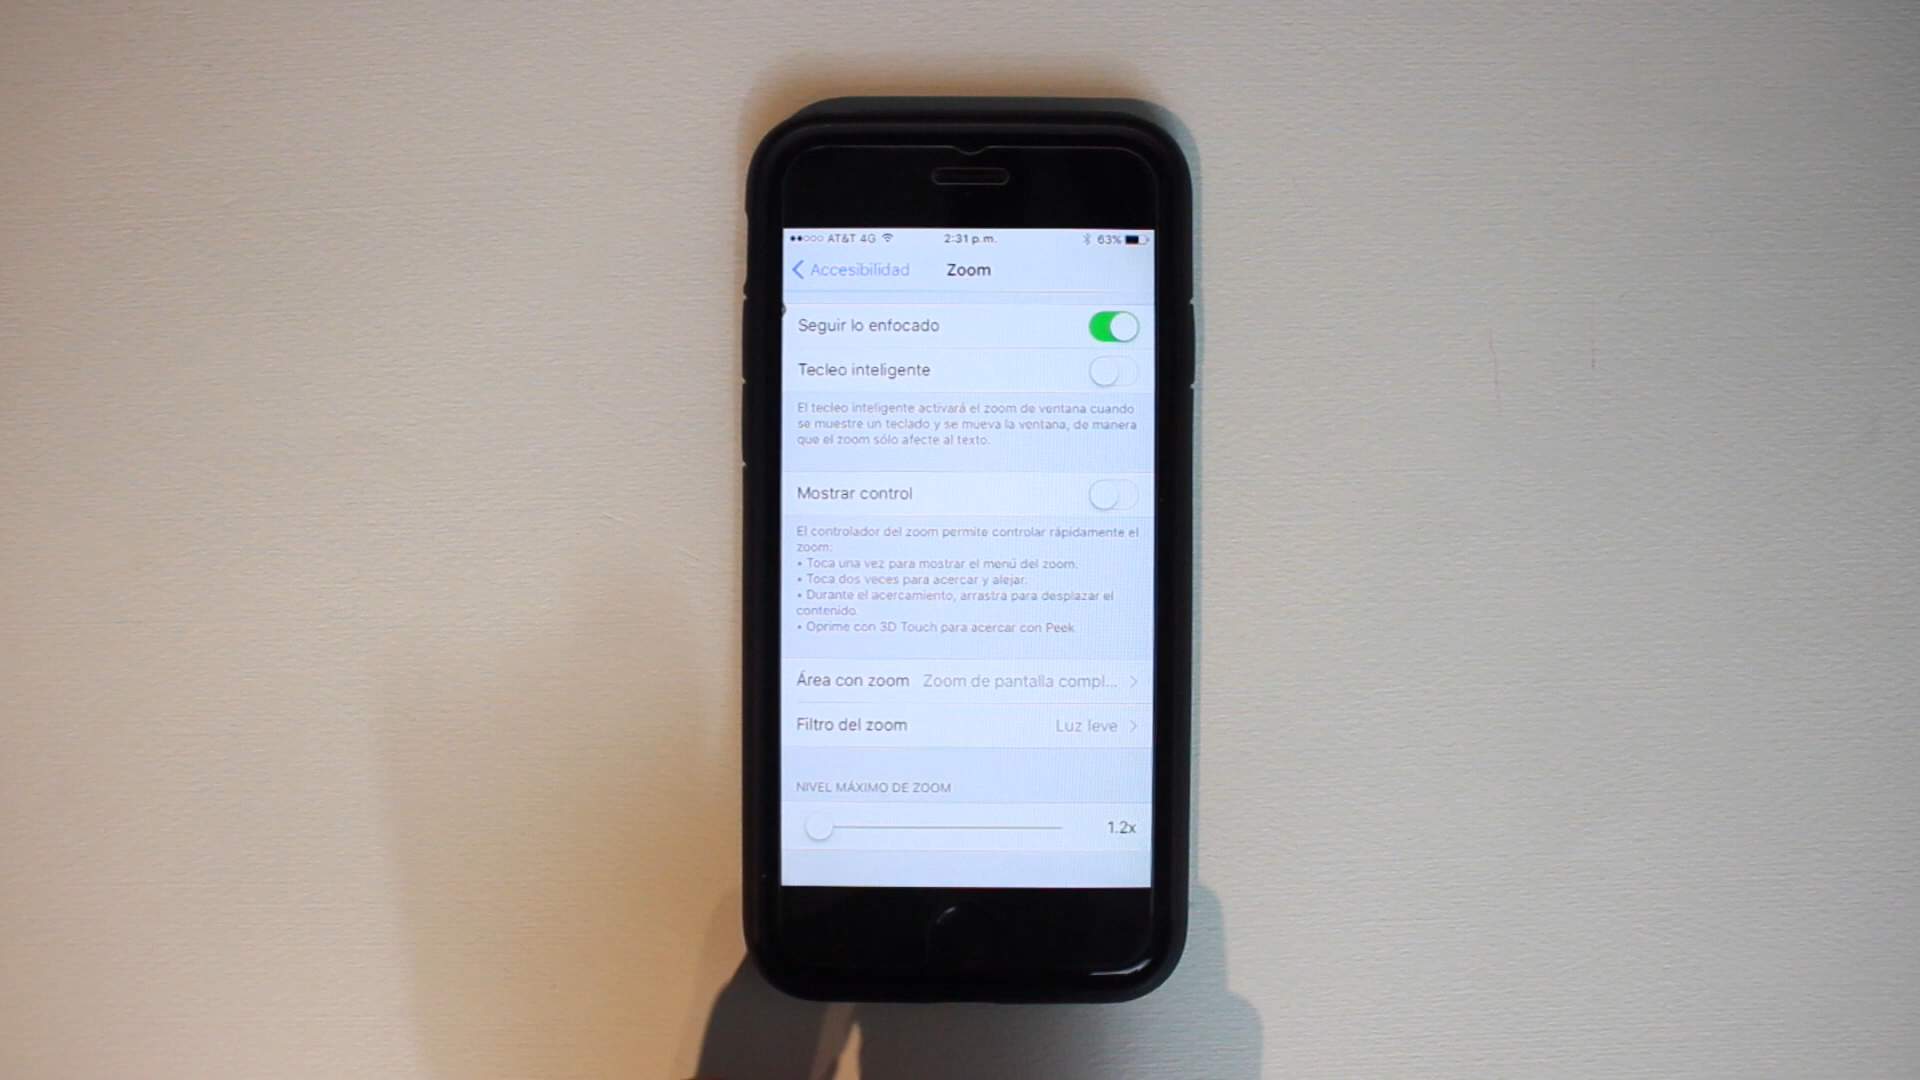 AT&T 4G 2:31 p.m. 63%
Accesibilidad Zoom
Seguir lo enfocado
Tecleo inteligente
El tecleo inteligente activará el zoom de ventana cuando
se muestre un teclado y se mueva la ventana, de manera
que el zoom sólo afecte al texto.
Mostrar control
El controlador del zoom permite controlar rápidamente el
zoom:
• Toca una vez para mostrar el menú del zoom.
• Toca dos veces para acercar y alejar.
• Durante el acercamiento, arrastra para desplazar el
contenido.
• Oprime con 3D Touch para acercar con Peek
Área con zoom Zoom de pantalla compl...
Filtro del zoom Luz leve
NIVEL MÁXIMO DE ZOOM
1.2x